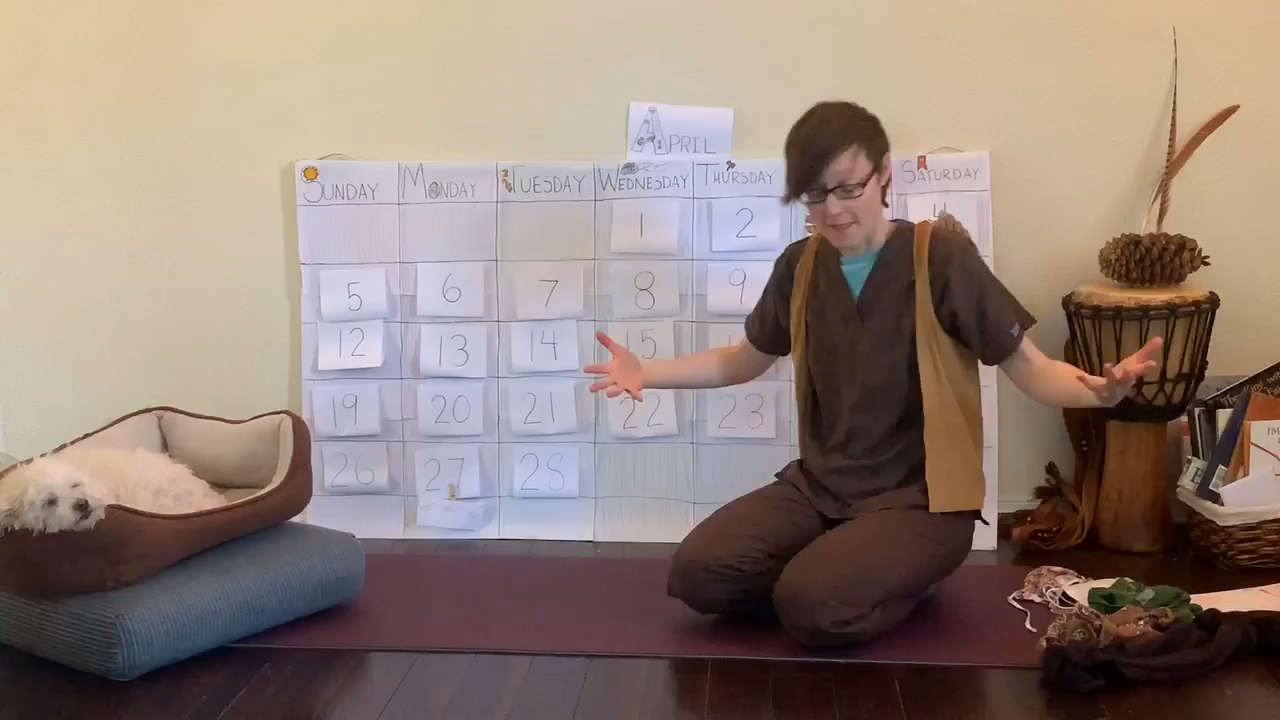 APRIL
SUNDAY MONDAY TUESDAY WEDNESDAY THURSDAY SATURDAY
1 2 4
5 6 7 8 9
12 13 14 15
19 20 21 22 23
26 27 28